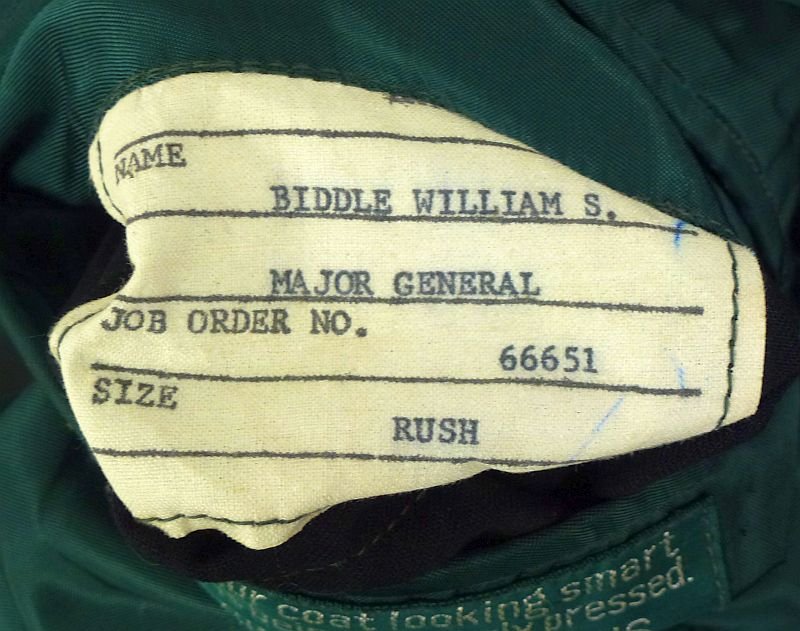 NAME
BIDDLE WILLIAM S.
MAJOR GENERAL
JOB ORDER NO.
66651
SIZE
RUSH
coat looking smart
pressed.